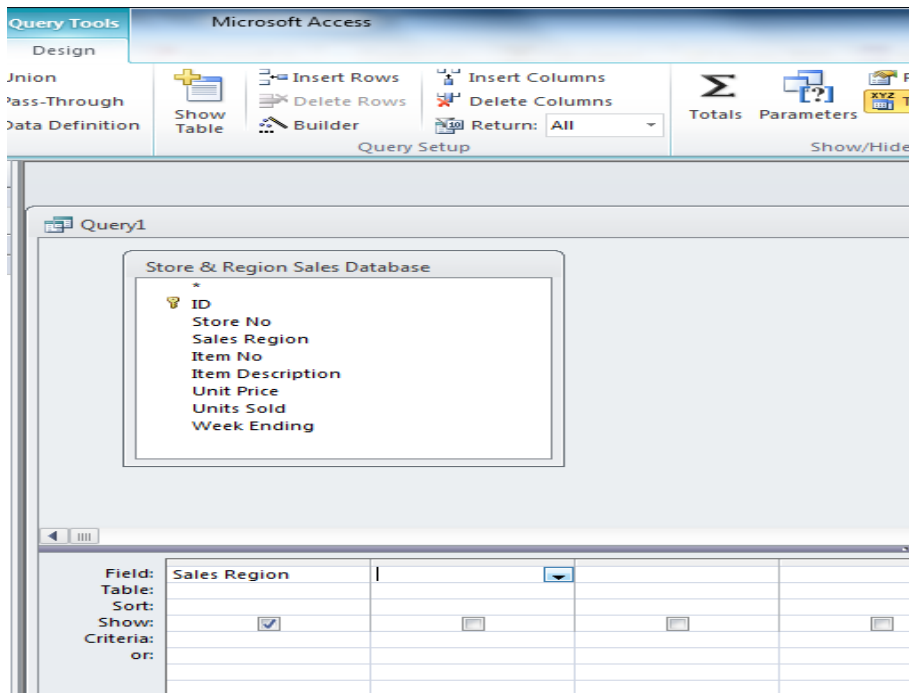 Query Tools Microsoft Access
Design
Union
Pass-Through
Data Definition
Show
Table
Insert Rows
Delete Rows
Builder
Insert Columns
Delete Columns
Return: All
Query Setup
Totals
Parameters
Show/Hide
Query1
Store & Region Sales Database
*
ID
Store No
Sales Region
Item No
Item Description
Unit Price
Units Sold
Week Ending
Field: Sales Region
Table:
Sort:
Show:
Criteria:
or: